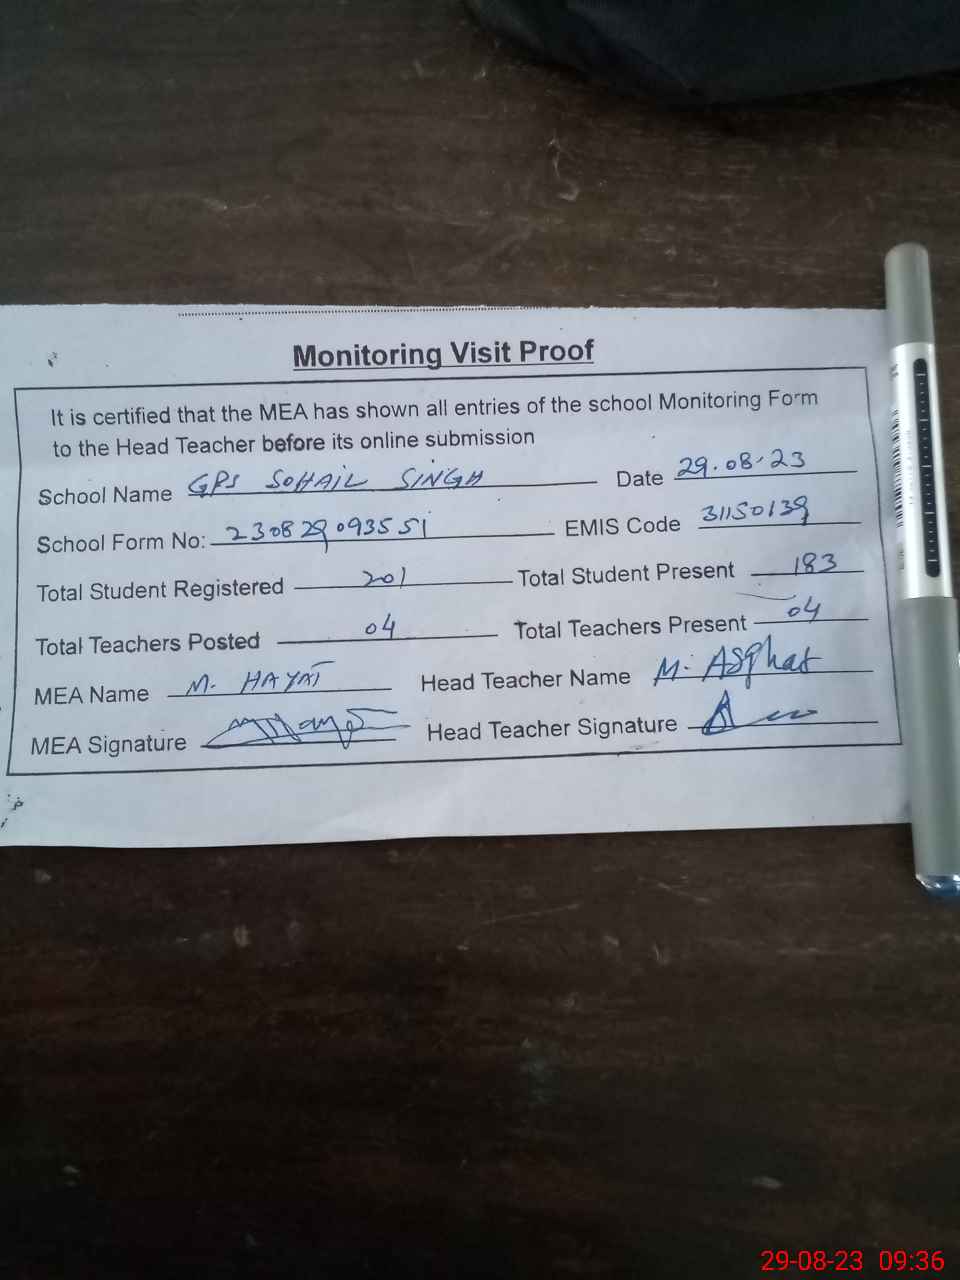 Monitoring Visit Proof
It is certified that the MEA has shown all entries of the school Monitoring Form
to the Head Teacher before its online submission
School Name GPS SOHAIL SINGH Date 29.08.23
School Form No: 230829093551 EMIS Code 31150139
Total Student Registered 201 Total Student Present 183
Total Teachers Posted 04 Total Teachers Present 04
MEA Name M. HAYAT Head Teacher Name M. Asghar
MEA Signature Head Teacher Signature
29-08-23 09:36